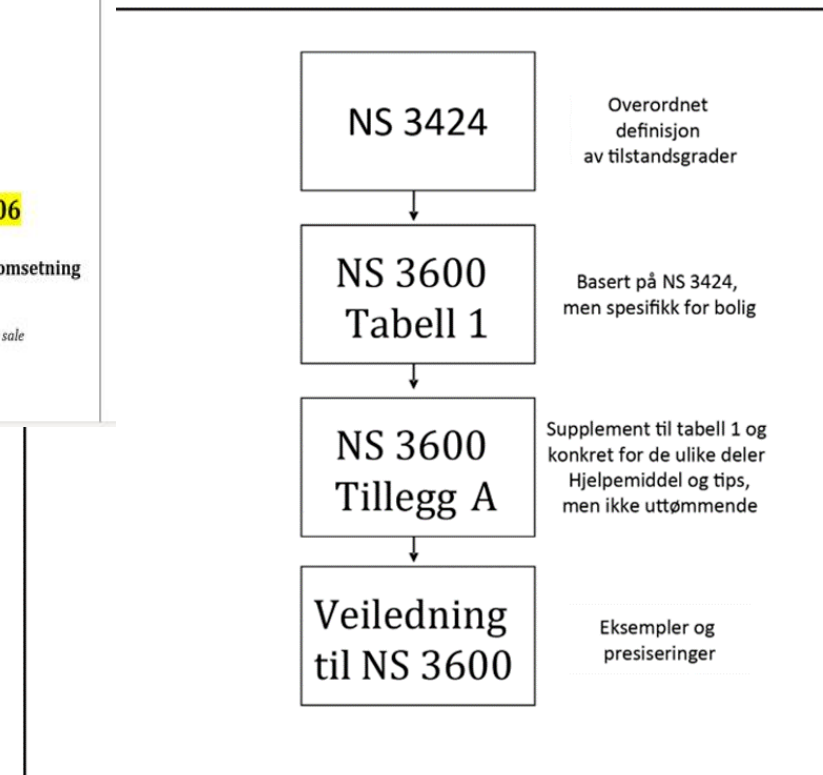 06
omsetning
sale
NS 3424
Overordnet
definisjon
av tilstandsgrader
NS 3600
Tabell 1
Basert på NS 3424,
men spesifikk for bolig
NS 3600
Tillegg A
Supplement til tabell 1 og
konkret for de ulike deler
Hjelpemiddel og tips,
men ikke uttømmende
Veiledning
til NS 3600
Eksempler og
presiseringer